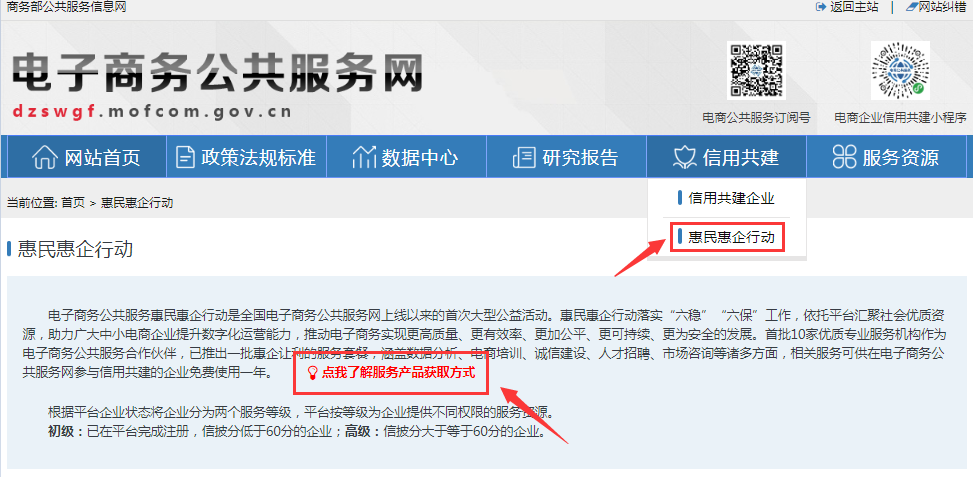 商务部公共服务信息网
返回主站 | 网站纠错
电子商务公共服务网
dzswgf.mofcom.gov.cn
电商公共服务订阅号
电商企业信用共建小程序
网站首页
政策法规标准
数据中心
研究报告
信用共建
服务资源
信用共建企业
惠民惠企行动
当前位置: 首页 > 惠民惠企行动
惠民惠企行动
电子商务公共服务惠民惠企行动是全国电子商务公共服务网上线以来的首次大型公益活动。惠民惠企行动落实“六稳”“六保”工作，依托平台汇聚社会优质资
源，助力广大中小电商企业提升数字化运营能力，推动电子商务实现更高质量、更有效率、更加公平、更可持续、更为安全的发展。首批10家优质专业服务机构作为
电子商务公共服务合作伙伴，已推出一批惠企让利的服务套餐，涵盖数据分析、电商培训、诚信建设、人才招聘、市场咨询等诸多方面，相关服务可供在电子商务公
共服务网参与信用共建的企业免费使用一年。
点我了解服务产品获取方式
根据平台企业状态将企业分为两个服务等级，平台按等级为企业提供不同权限的服务资源。
初级：已在平台完成注册，信披分低于60分的企业；高级：信披分大于等于60分的企业。